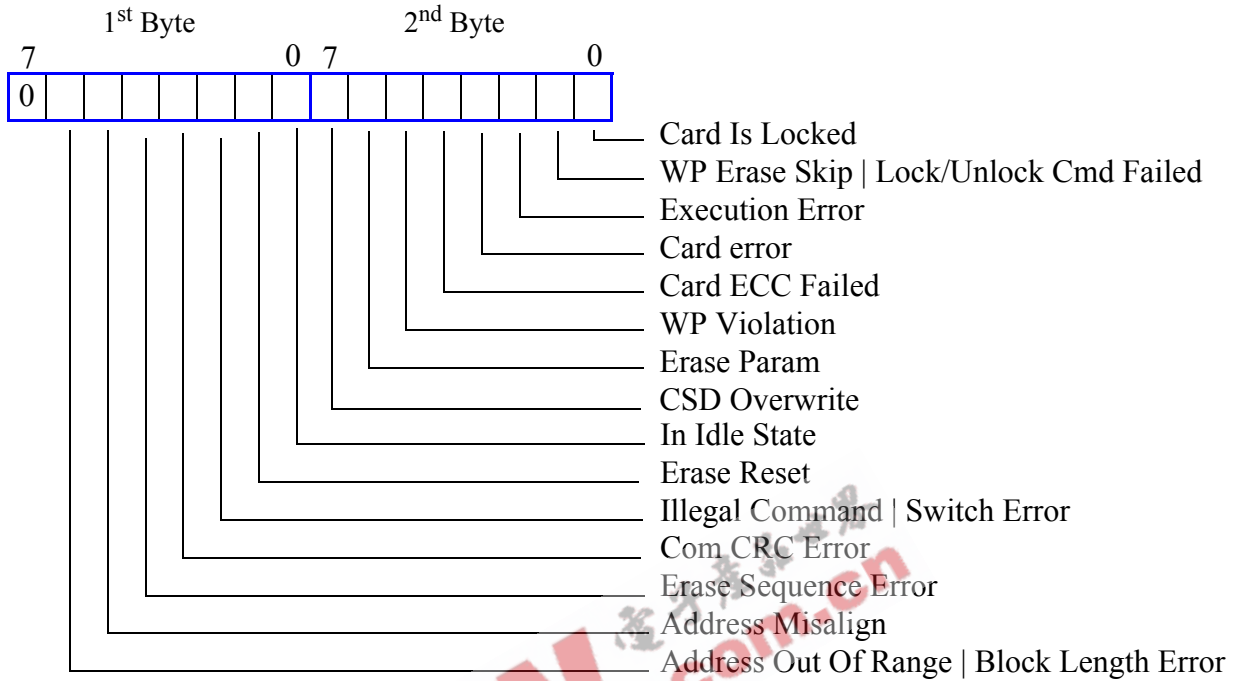 1st Byte 2nd Byte
7 0 7 0
0
Card Is Locked
WP Erase Skip | Lock/Unlock Cmd Failed
Execution Error
Card error
Card ECC Failed
WP Violation
Erase Param
CSD Overwrite
In Idle State
Erase Reset
Illegal Command | Switch Error
Com CRC Error
Erase Sequence Error
Address Misalign
Address Out Of Range | Block Length Error
com.cn